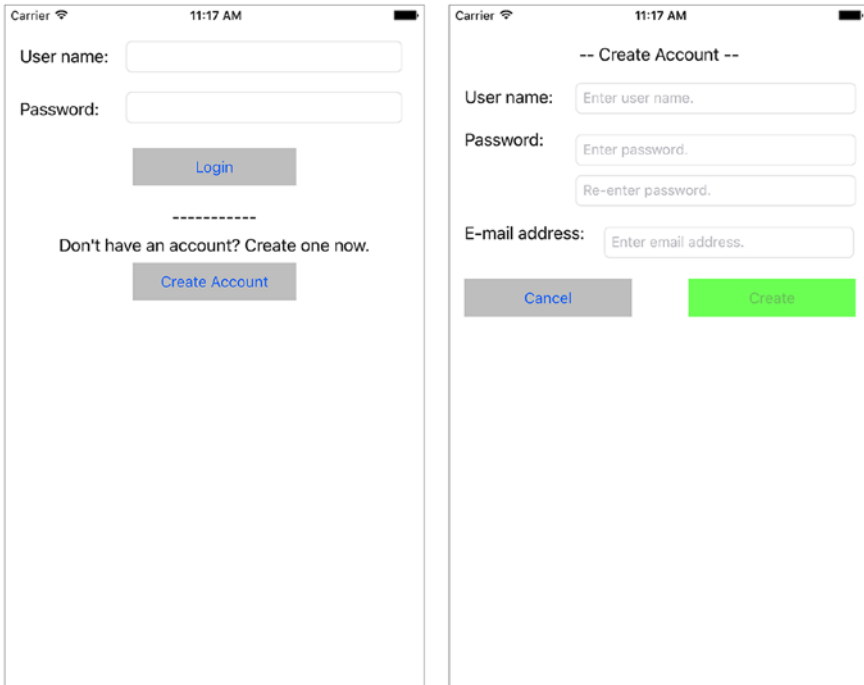 Carrier 11:17 AM
User name:
Password:
Login
-----------
Don't have an account? Create one now.
Create Account
Carrier 11:17 AM
-- Create Account --
User name: Enter user name.
Password: Enter password.
Re-enter password.
E-mail address: Enter email address.
Cancel Create